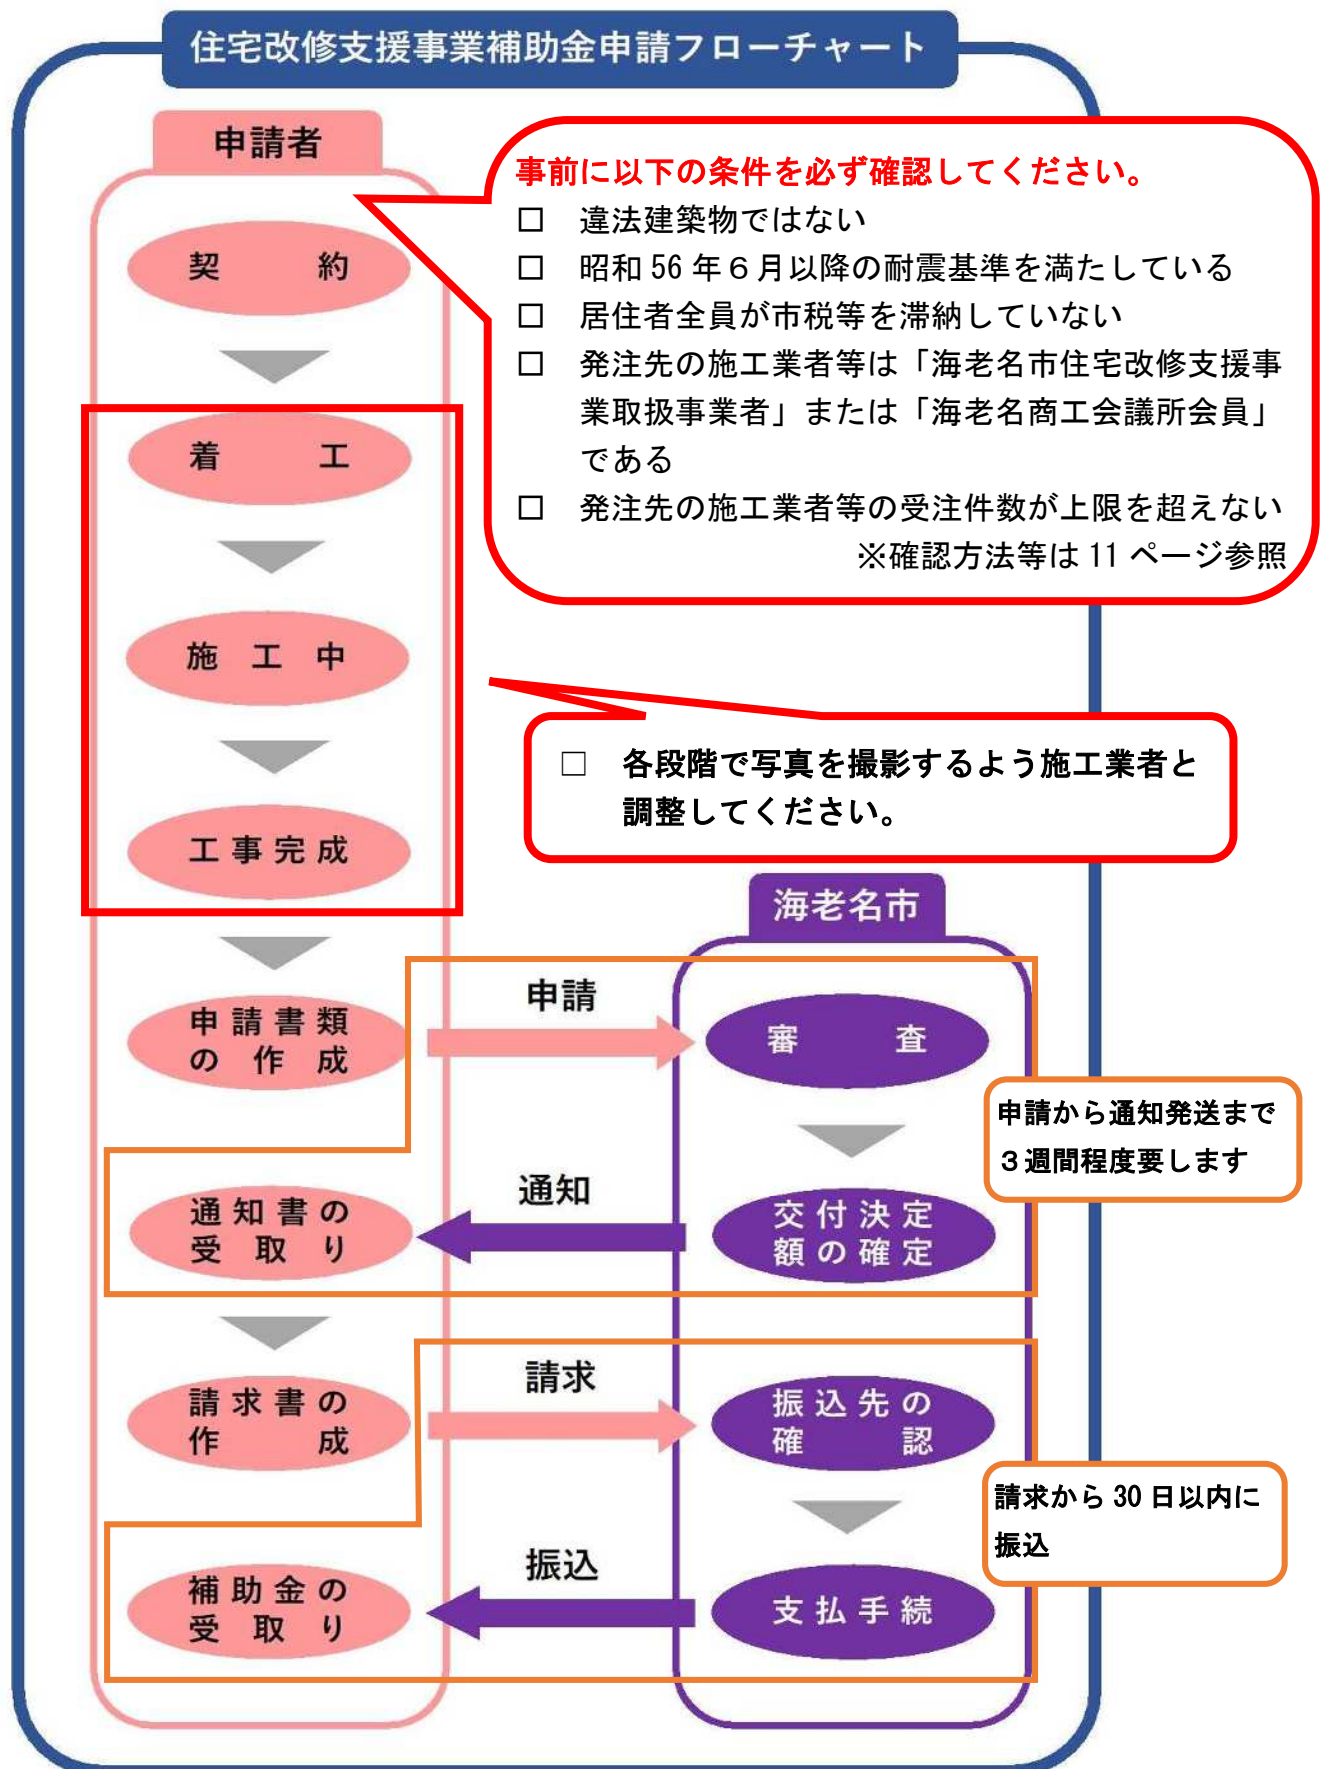 住宅改修支援事業補助金申請フローチャート
申請者
事前に以下の条件を必ず確認してください。
□ 違法建築物ではない
□ 昭和56年6月以降の耐震基準を満たしている
□ 居住者全員が市税等を滞納していない
□ 発注先の施工業者等は「海老名市住宅改修支援事
業取扱事業者」または「海老名商工会議所会員」
である
□ 発注先の施工業者等の受注件数が上限を超えない
※確認方法等は11ページ参照
契約
着工
施工中
工事完成
□ 各段階で写真を撮影するよう施工業者と
調整してください。
海老名市
申請書類
の作成
申請
審査
申請から通知発送まで
３週間程度要します
通知書の
受取り
通知
交付決定
額の確定
請求書の
作成
請求
振込先の
確認
請求から30日以内に
振込
補助金の
受取り
振込
支払手続